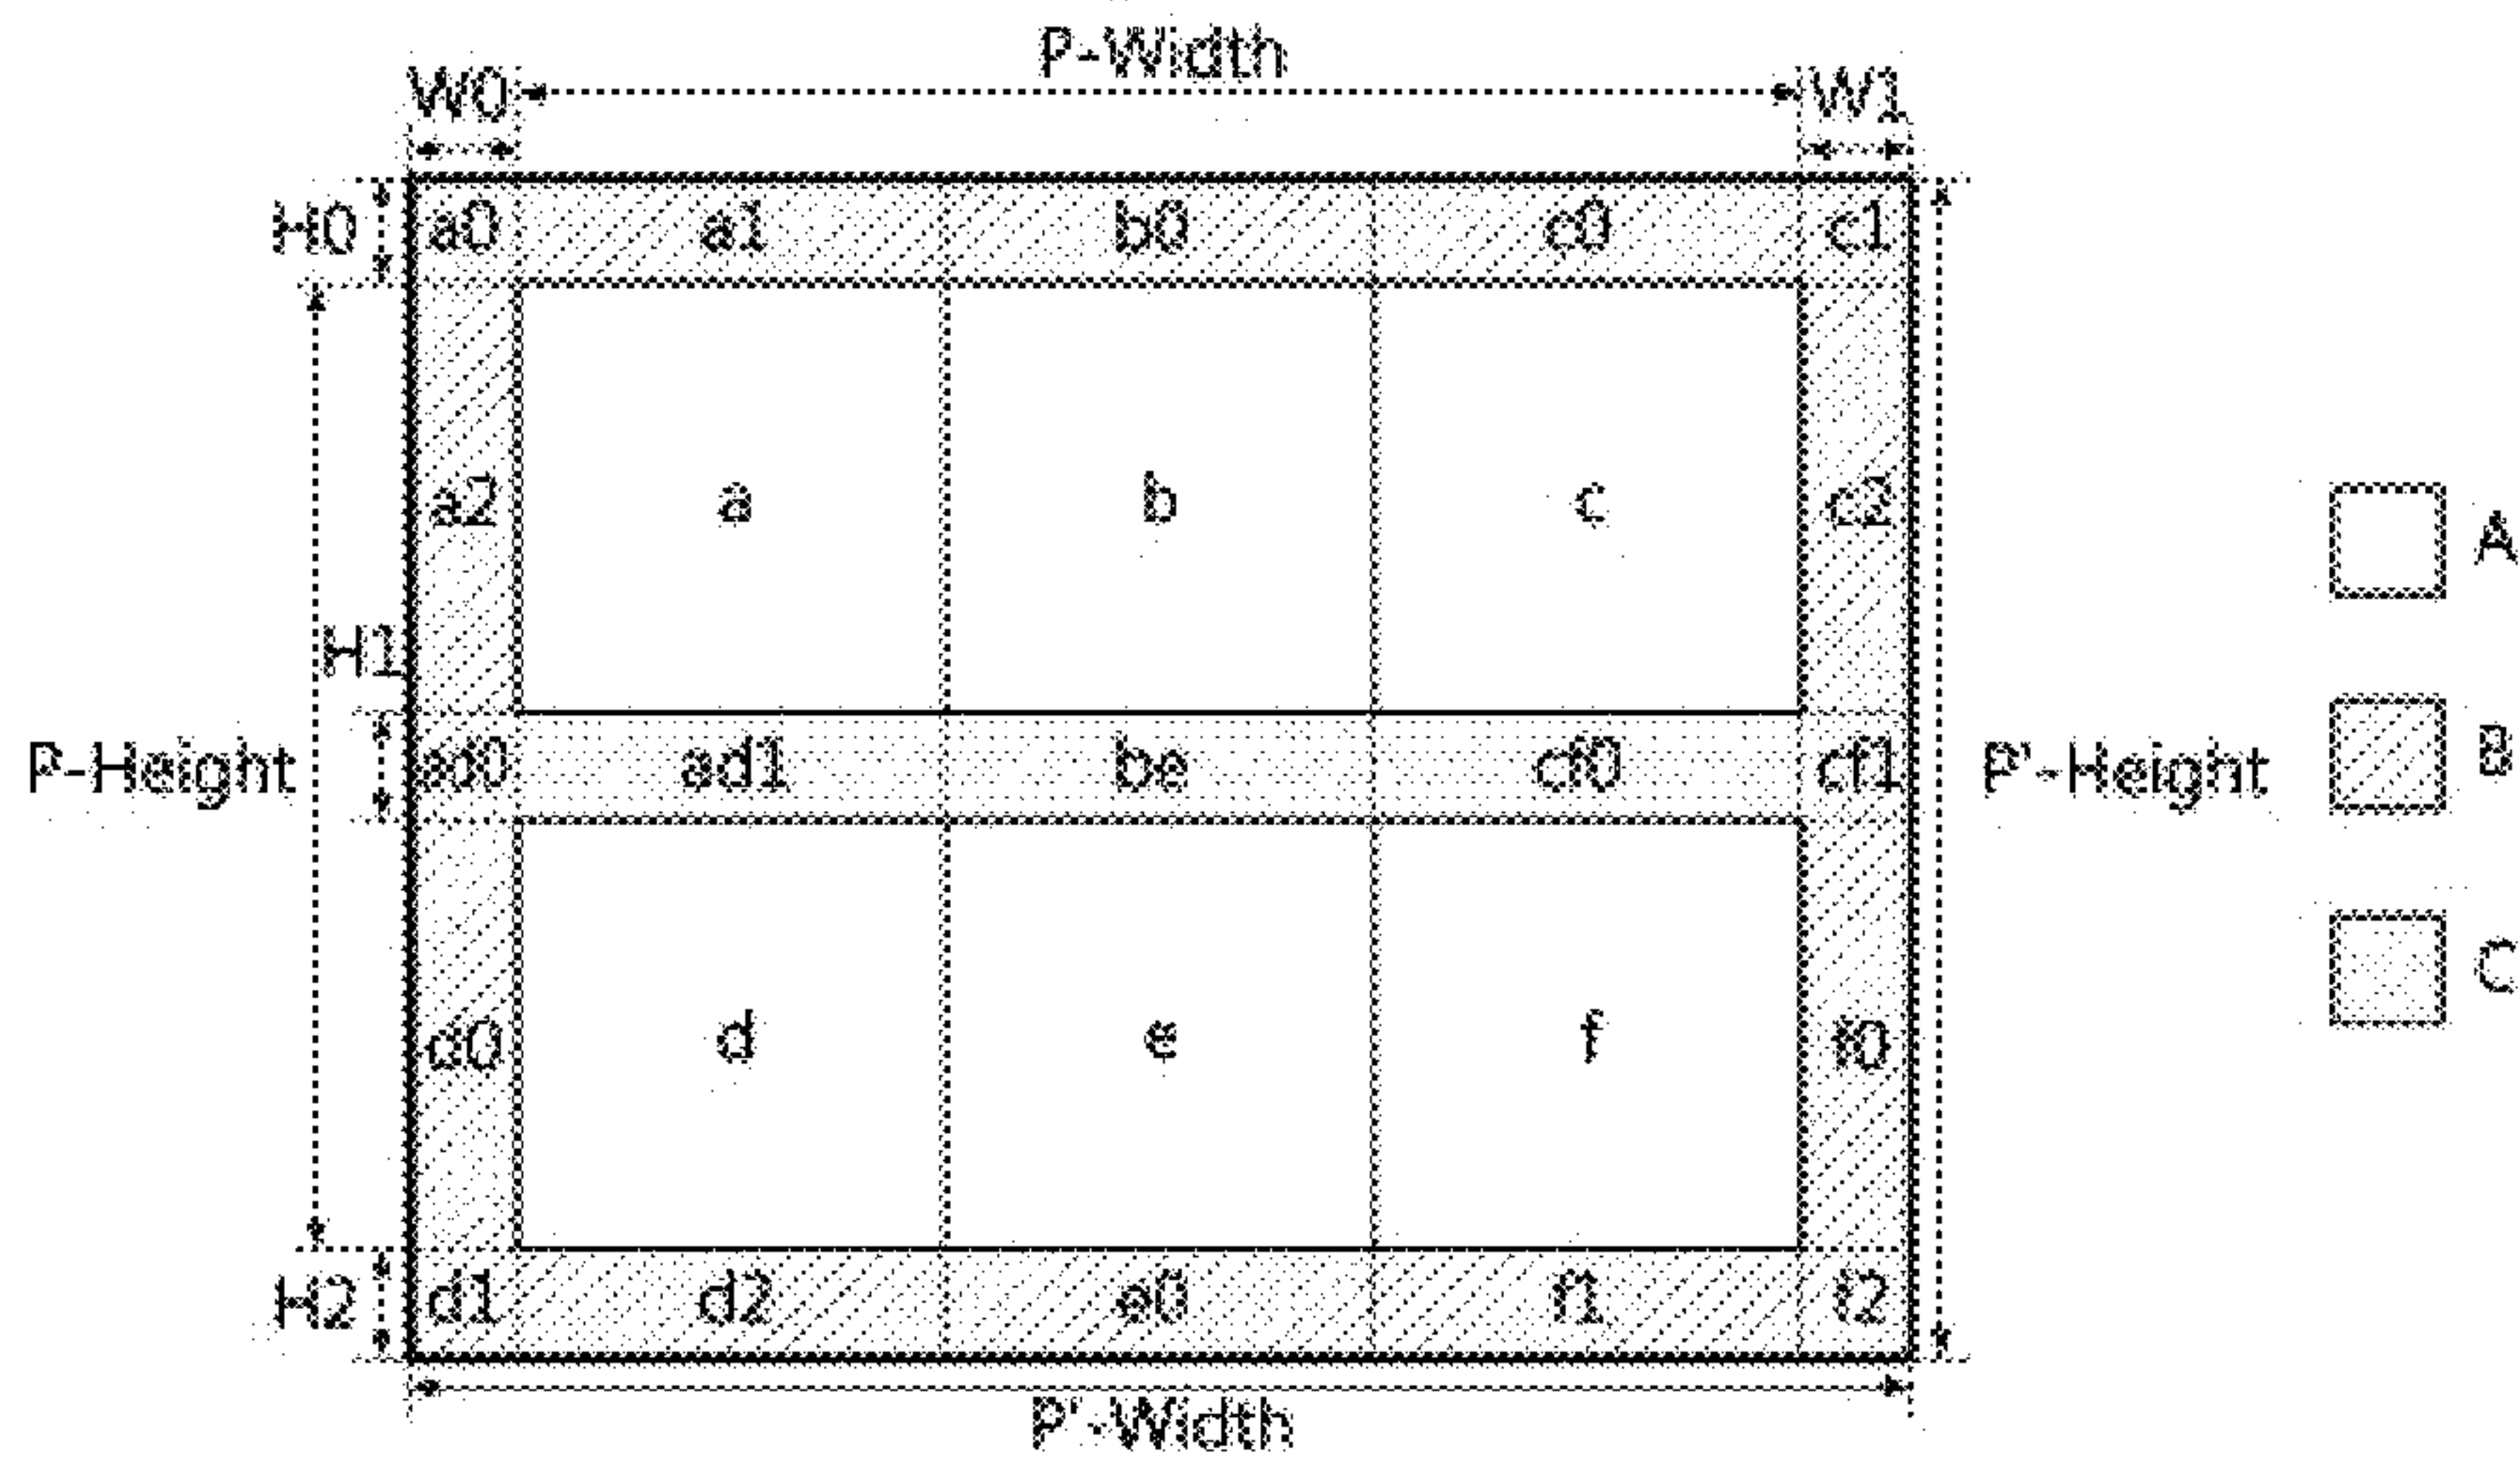 P-Width
W0 W1
H0 a0 a1 b0 c0 c1
a2 a b c c2
H1
P-Height ad0 ad1 be cf0 cf1 P'-Height
d0 d e f f0
H2 d1 d2 e0 f1 f2
P'-Width
A
B
C